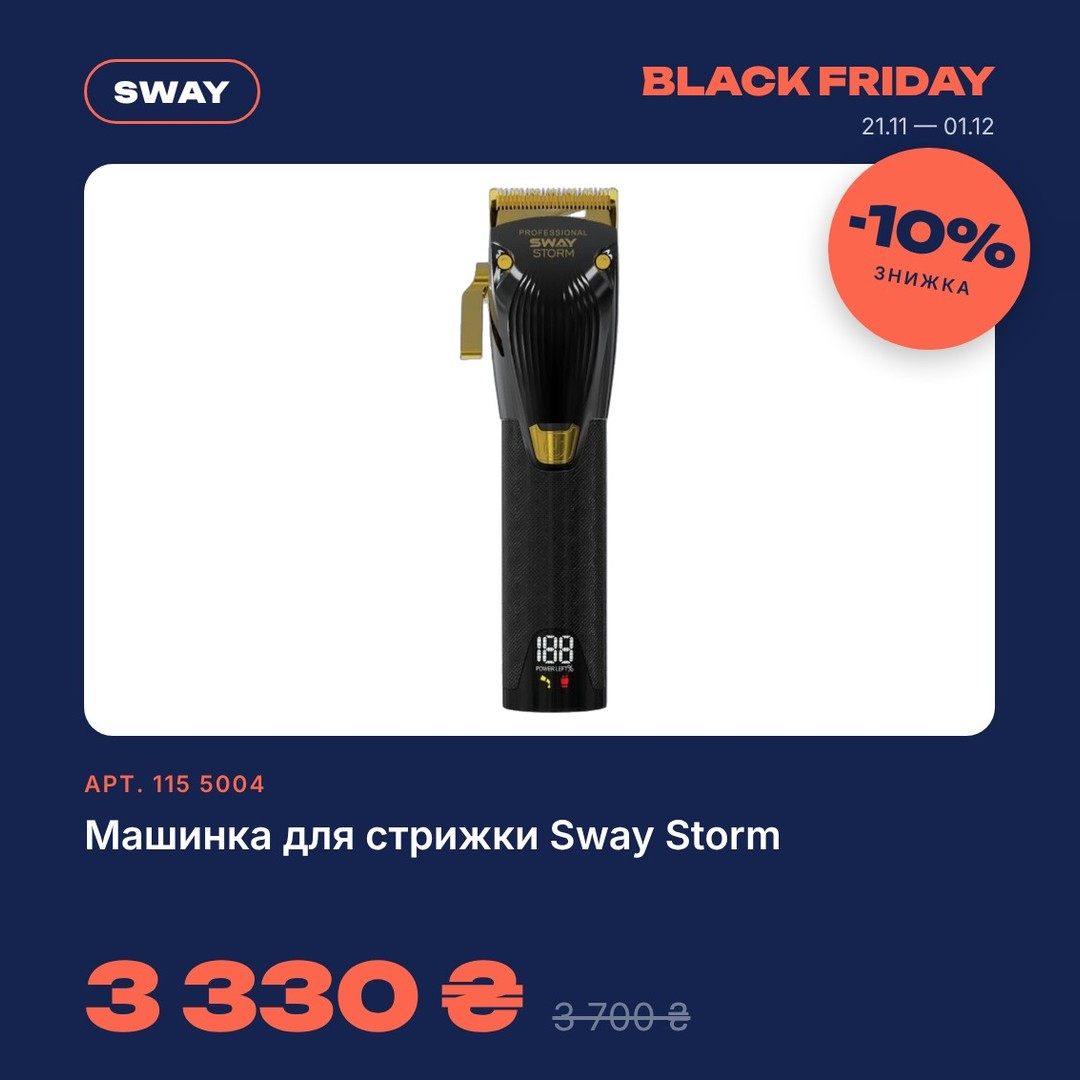 SWAY
BLACK FRIDAY
21.11 — 01.12
-10%
ЗНИЖКА
PROFESSIONAL
SWAY
STORM
188
POWER LEFT%
АРТ. 115 5004
Машинка для стрижки Sway Storm
3 330 ₴
3 700 ₴